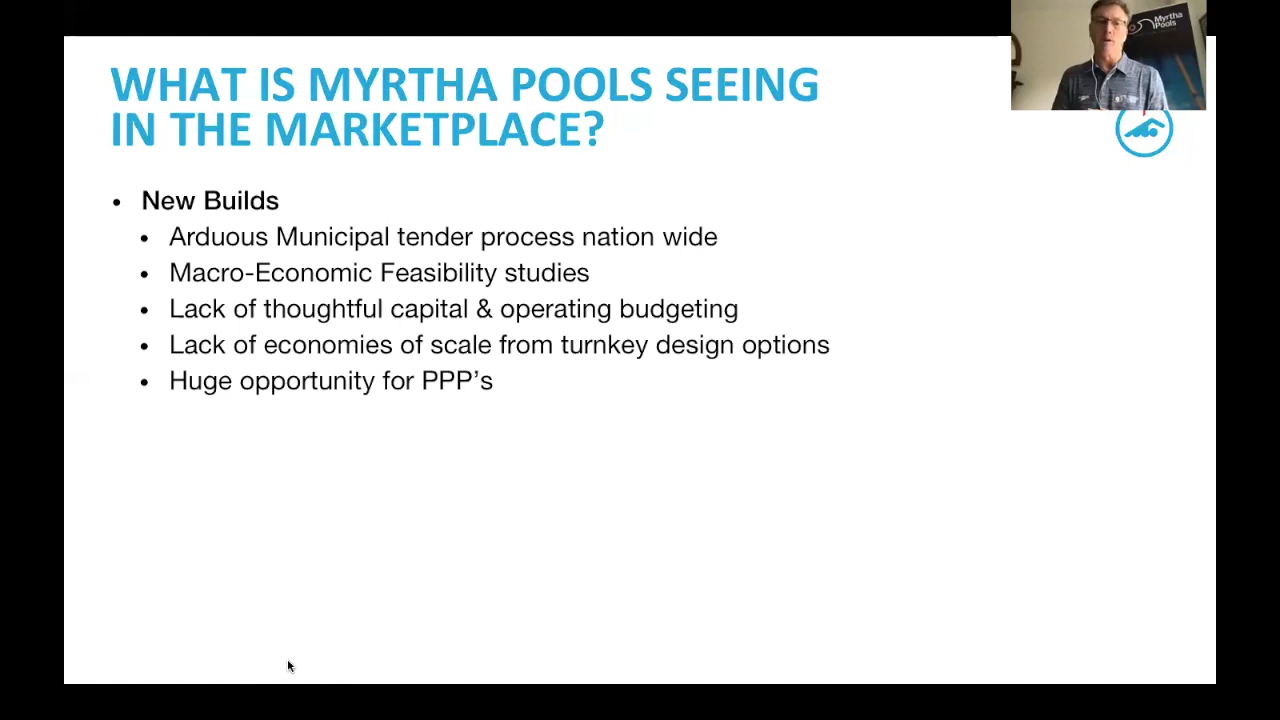 Myrtha
Pools
WHAT IS MYRTHA POOLS SEEING
IN THE MARKETPLACE?
• New Builds
• Arduous Municipal tender process nation wide
• Macro-Economic Feasibility studies
• Lack of thoughtful capital & operating budgeting
• Lack of economies of scale from turnkey design options
• Huge opportunity for PPP's